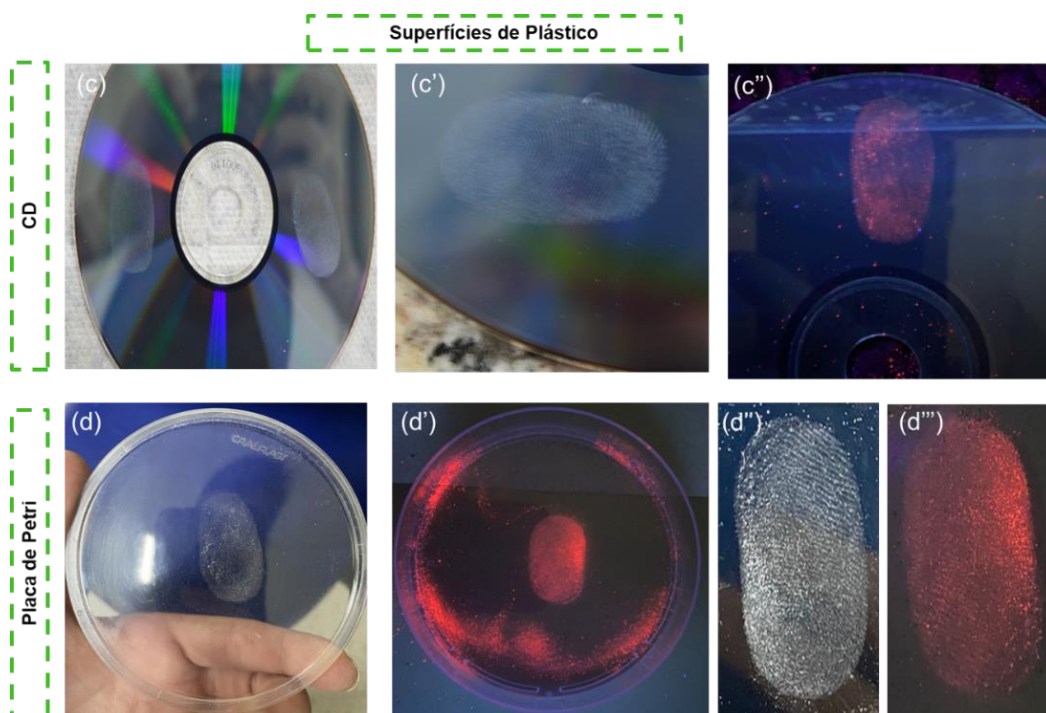 Superfícies de Plástico
CD
(c)
(c')
(c")
Placa de Petri
(d)
(d')
(d")
(d"')